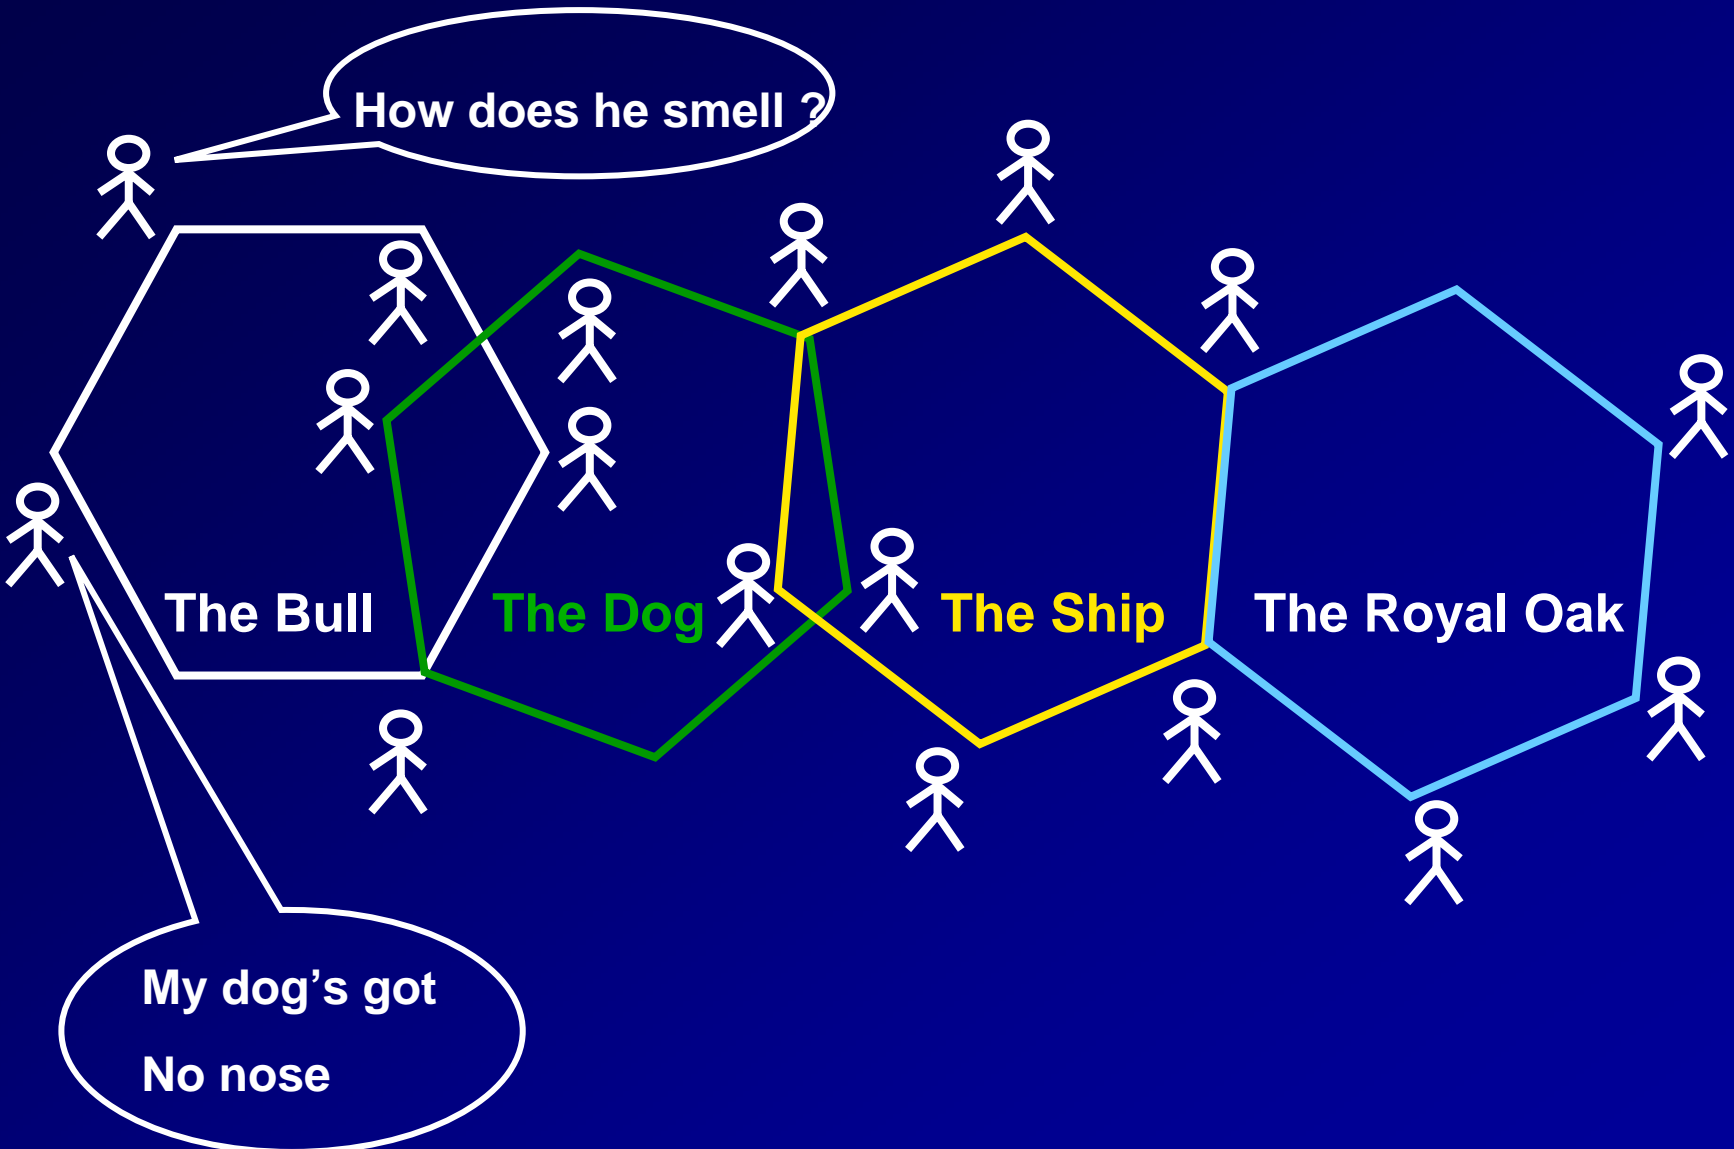 How does he smell ?
The Bull
The Dog
The Ship
The Royal Oak
My dog’s got
No nose